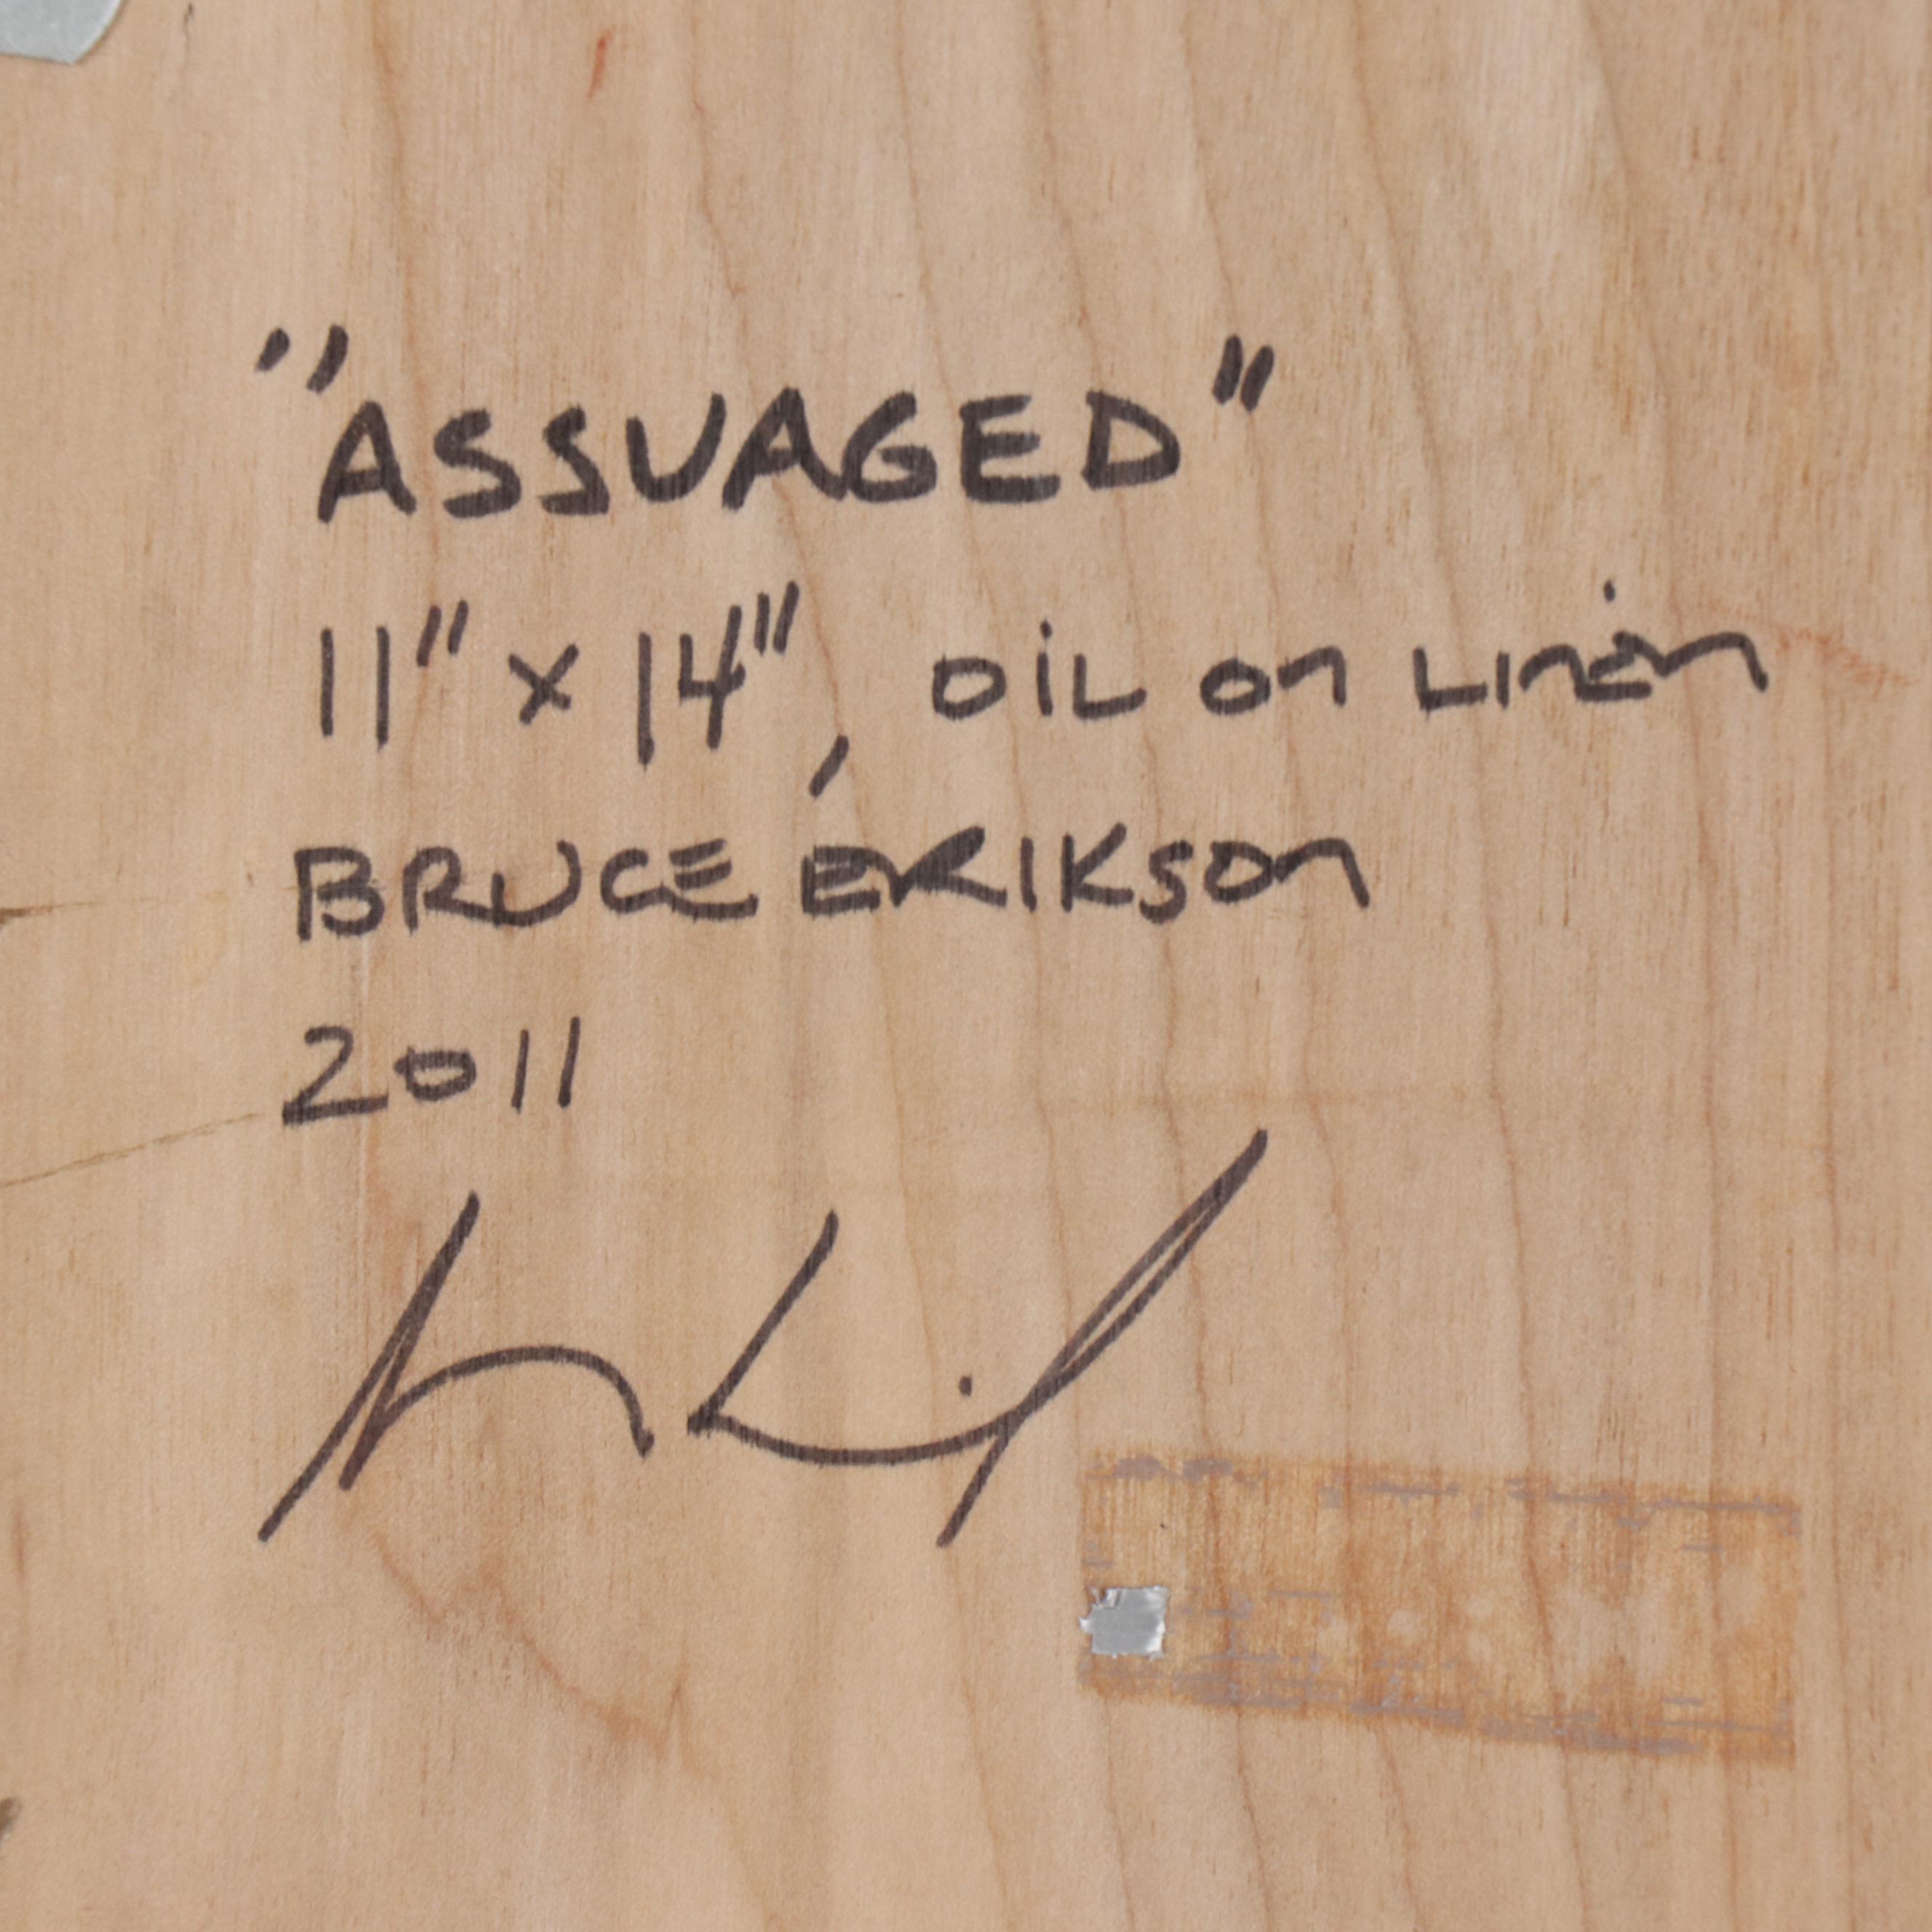 "ASSUAGED"
11" x 14", OIL on Linen
BRUCE ERIKSON
2011